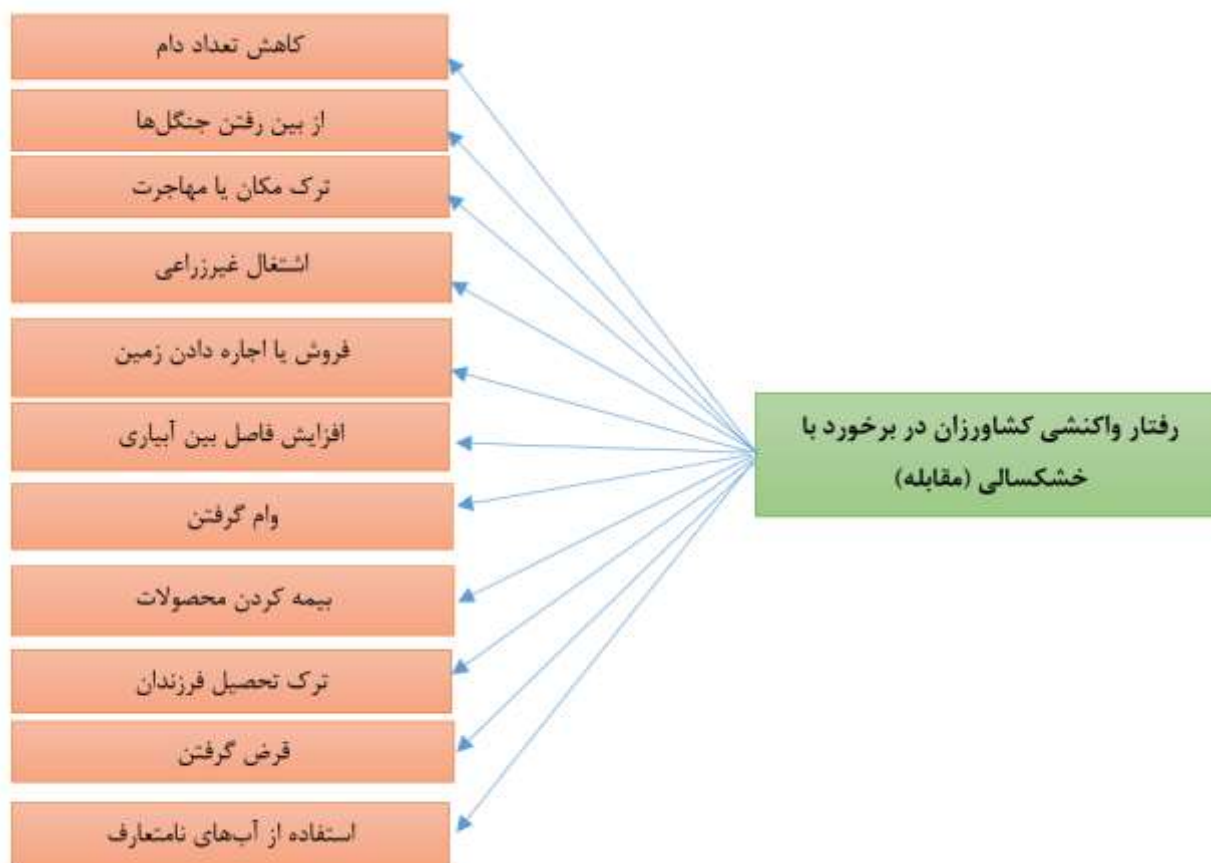 رفتار واکنشی کشاورزان در برخورد با
خشکسالی (مقابله)
کاهش تعداد دام
از بین رفتن جنگل‌ها
ترک مکان یا مهاجرت
اشتغال غیرزراعی
فروش یا اجاره دادن زمین
افزایش فاصل بین آبیاری
وام گرفتن
بیمه کردن محصولات
ترک تحصیل فرزندان
قرض گرفتن
استفاده از آب‌های نامتعارف